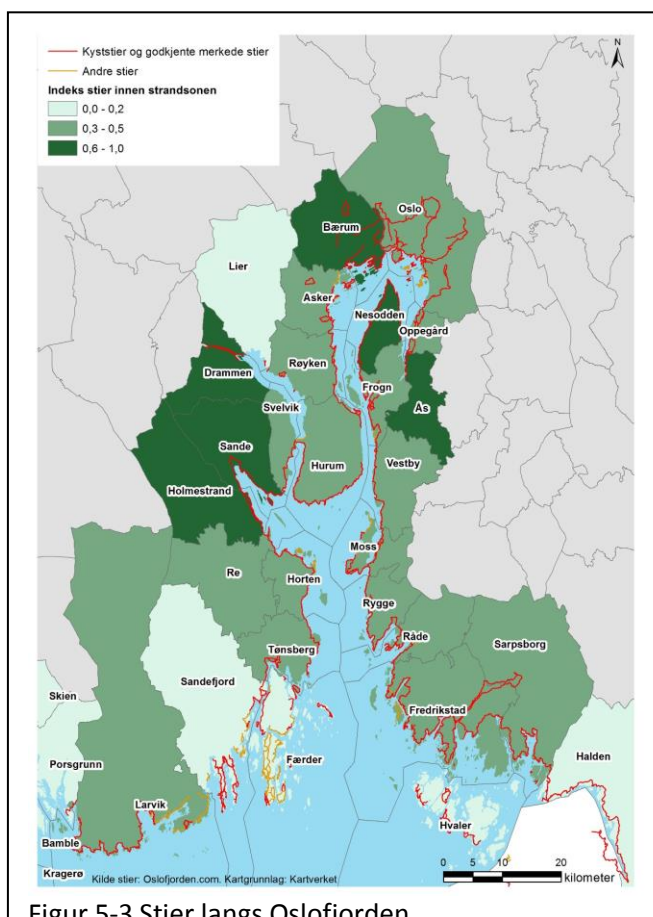 Kyststier og godkjente merkede stier
Andre stier
Indeks stier innen strandsonen
0,0 - 0,2
0,3 - 0,5
0,6 - 1,0
N
Oslo
Bærum
Lier
Asker
Nesodden
Oppegård
Røyken
Drammen
Frogn
Svelvik
Ås
Sande
Hurum
Vestby
Holmestrand
Moss
Re
Horten
Rygge
Råde
Sarpsborg
Tønsberg
Sandefjord
Skien
Fredrikstad
Halden
Porsgrunn
Færder
Larvik
Hvaler
Bamble
Kragerø
0 5 10 20
kilometer
Kilde stier: Oslofjorden.com. Kartgrunnlag: Kartverket.
Figur 5-3 Stier langs Oslofjorden